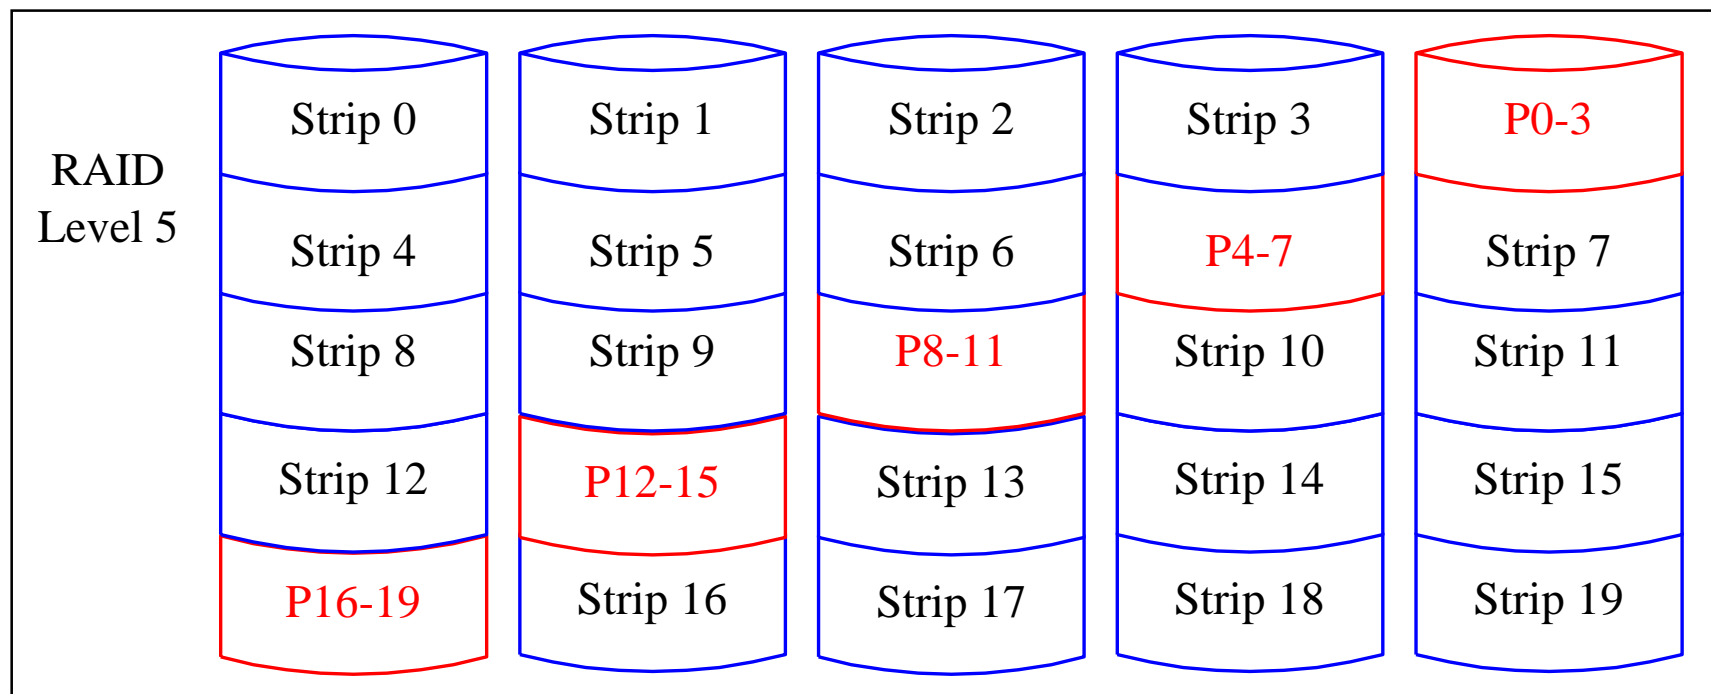 RAID
Level 5
Strip 0 Strip 1 Strip 2 Strip 3 P0-3
Strip 4 Strip 5 Strip 6 P4-7 Strip 7
Strip 8 Strip 9 P8-11 Strip 10 Strip 11
Strip 12 P12-15 Strip 13 Strip 14 Strip 15
P16-19 Strip 16 Strip 17 Strip 18 Strip 19